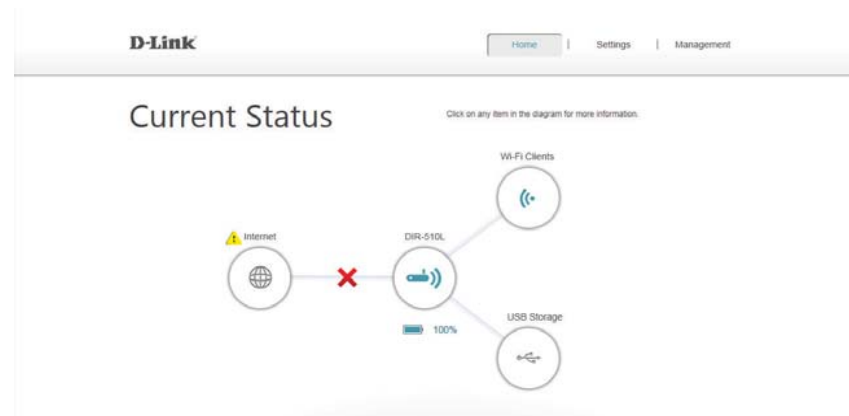 D-Link
Home | Settings | Management
Current Status
Click on any item in the diagram for more information.
Wi-Fi Clients
Internet
DIR-510L
100%
USB Storage